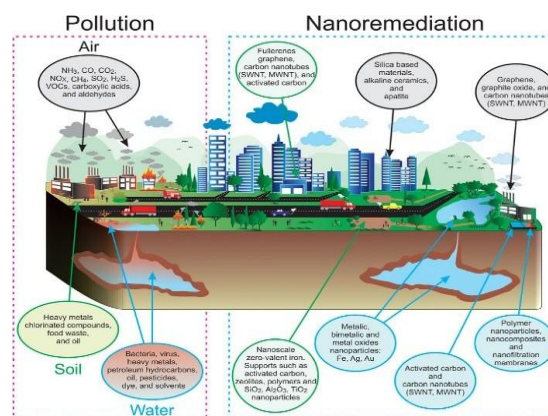 Pollution
Nanoremediation
Air
NH3, CO, CO2,
NOX, CH4, SO2, H2S,
VOCs, carboxylic acids,
and aldehydes
Fullerenes
graphene,
carbon nanotubes
(SWNT, MWNT), and
activated carbon
Silica based
materials,
alkaline ceramics,
and
apatite
Graphene,
graphite oxide, and
carbon nanotubes
(SWNT, MWNT)
Heavy metals
chlorinated compounds,
food waste,
and oil
Soil
Bacteria, virus,
heavy metals,
petroleum hydrocarbons,
oil, pesticides,
dye, and solvents
Water
Nanoscale
zero-valent iron.
Supports such as
activated carbon,
zeolites, polymers and
SiO2, Al2O3, TiO2
nanoparticles
Metalic,
bimetalic and
metal oxides
nanoparticles:
Fe, Ag, Au
Activated carbon
and
carbon nanotubes
(SWNT, MWNT)
Polymer
nanoparticles,
nanocomposites
and
nanofiltration
membranes